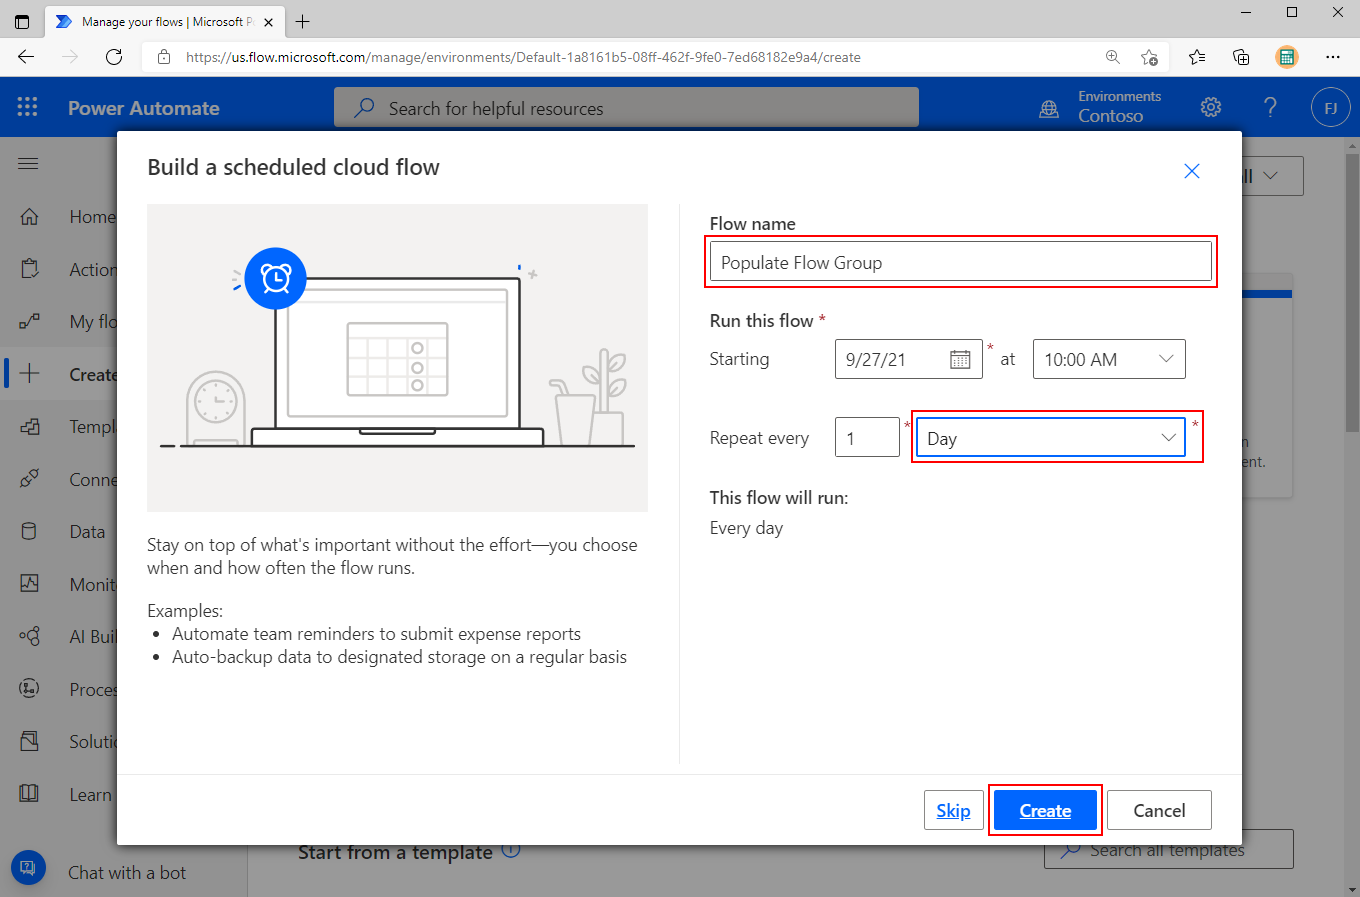 Manage your flows | Microsoft P
https://us.flow.microsoft.com/manage/environments/Default-1a8161b5-08ff-462f-9fe0-7ed68182e9a4/create
Power Automate
Search for helpful resources
Environments
Contoso
?
FJ
Home
Action
My flo
Create
Templ
Conne
Data
Monit
AI Buil
Proces
Solutio
Learn
Chat with a bot
Build a scheduled cloud flow
Stay on top of what's important without the effort—you choose
when and how often the flow runs.
Examples:
• Automate team reminders to submit expense reports
• Auto-backup data to designated storage on a regular basis
Flow name
Populate Flow Group
Run this flow *
Starting 9/27/21 * at 10:00 AM
Repeat every 1 * Day *
This flow will run:
Every day
Skip Create Cancel
ll
n
ent.
Start from a template
Search all templates